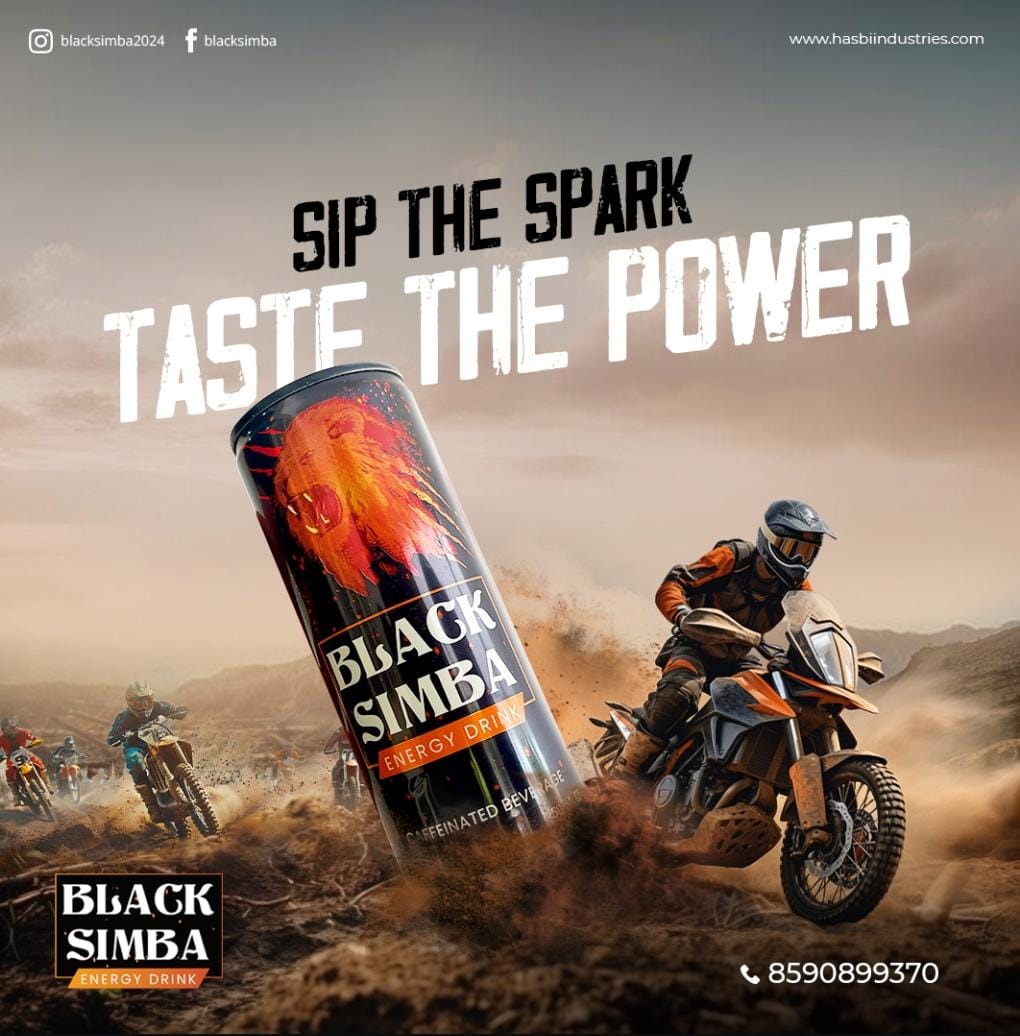 blacksimba2024 blacksimba
www.hasbiindustries.com
SIP THE SPARK
TASTE THE POWER
BLACK
SIMBA
ENERGY DRINK
CAFFEINATED BEVERAGE
BLACK
SIMBA
ENERGY DRINK
8590899370